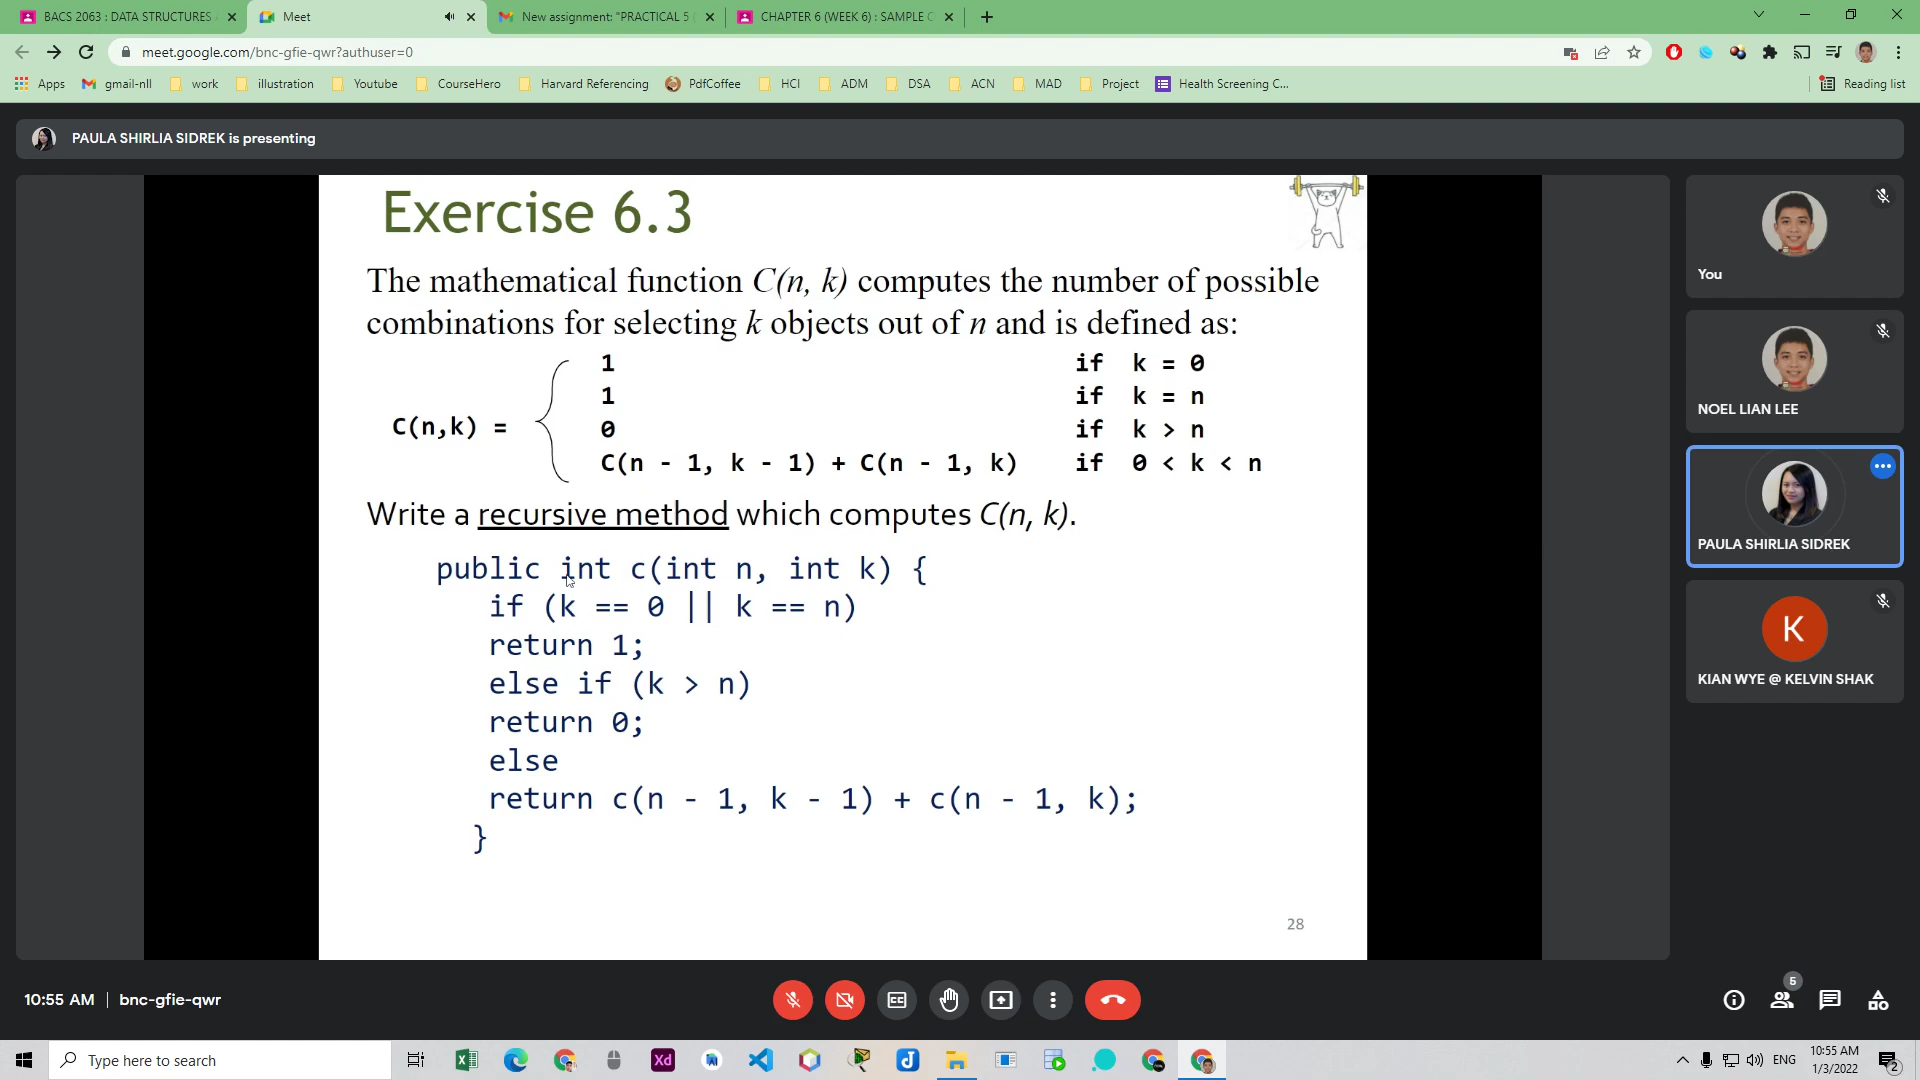 BACS 2063 : DATA STRUCTURES
Meet
New assignment: "PRACTICAL 5
CHAPTER 6 (WEEK 6) : SAMPLE C
meet.google.com/bnc-gfie-qwr?authuser=0
Apps
gmail-nll
work
illustration
Youtube
CourseHero
Harvard Referencing
PdfCoffee
HCI
ADM
DSA
ACN
MAD
Project
Health Screening C...
Reading list
PAULA SHIRLIA SIDREK is presenting
Exercise 6.3
The mathematical function C(n, k) computes the number of possible
combinations for selecting k objects out of n and is defined as:
1 if k = 0
1 if k = n
C(n,k) =
0 if k > n
C(n - 1, k - 1) + C(n - 1, k) if 0 < k < n
Write a recursive method which computes C(n, k).
public int c(int n, int k) {
if (k == 0 || k == n)
return 1;
else if (k > n)
return 0;
else
return c(n - 1, k - 1) + c(n - 1, k);
}
28
You
NOEL LIAN LEE
PAULA SHIRLIA SIDREK
K
KIAN WYE @ KELVIN SHAK
10:55 AM | bnc-gfie-qwr
5
Type here to search
Xd
ENG
10:55 AM
1/3/2022
2